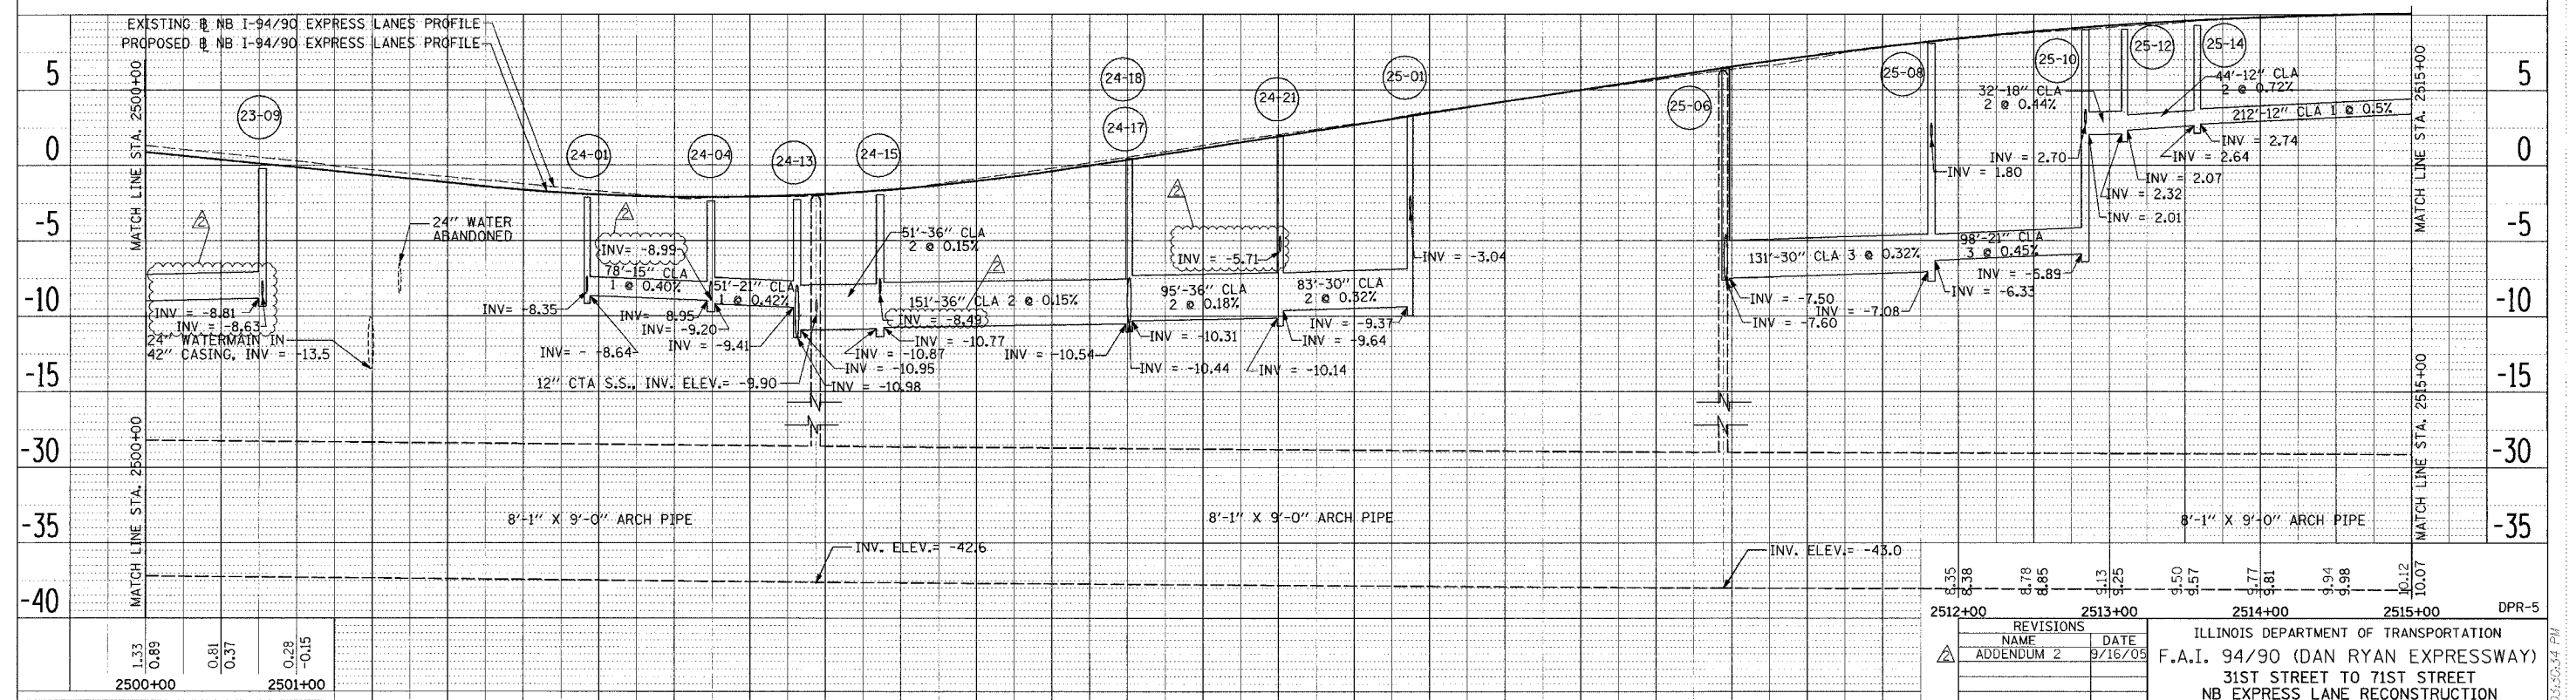 EXISTING ℄ NB I-94/90 EXPRESS LANES PROFILE
PROPOSED ℄ NB I-94/90 EXPRESS LANES PROFILE
5
0
-5
-10
-15
-30
-35
-40
MATCH LINE STA. 2500+00
MATCH LINE STA. 2500+00
23-09
24-01
24-04
24-13
24-15
24-18
24-17
24-21
25-01
25-06
25-08
25-10
25-12
25-14
2
24" WATER
ABANDONED
INV = -8.81
INV = -8.63
24" WATERMAIN IN
42" CASING, INV = -13.5
2
INV= -8.99
78'-15" CLA
1 @ 0.40%
INV= -8.35
INV= - -8.64
INV= -8.95
INV = -9.20
INV = -9.41
51'-21" CLA
1 @ 0.42%
12" CTA S.S., INV. ELEV.= -9.90
51'-36" CLA
2 @ 0.15%
2
151'-36" CLA 2 @ 0.15%
INV = -8.49
INV = -10.77
INV = -10.87
INV = -10.95
INV = -10.98
INV = -10.54
2
INV = -5.71
95'-36" CLA
2 @ 0.18%
INV = -10.31
INV = -10.44
INV = -10.14
83'-30" CLA
2 @ 0.32%
INV = -9.37
INV = -9.64
INV = -3.04
131'-30" CLA 3 @ 0.32%
INV = -7.50
INV = -7.60
INV = -7.08
98'-21" CLA
3 @ 0.45%
INV = -5.89
INV = -6.33
32'-18" CLA
2 @ 0.44%
44'-12" CLA
2 @ 0.72%
212'-12" CLA 1 @ 0.5%
INV = 2.70
INV = 1.80
INV = 2.74
INV = 2.64
INV = 2.07
INV = 2.32
INV = 2.01
8'-1" X 9'-0" ARCH PIPE
8'-1" X 9'-0" ARCH PIPE
8'-1" X 9'-0" ARCH PIPE
INV. ELEV.= -42.6
INV. ELEV.= -43.0
MATCH LINE STA. 2515+00
MATCH LINE STA. 2515+00
5
0
-5
-10
-15
-30
-35
1.33
0.89
0.81
0.37
0.28
-0.15
2500+00
2501+00
8.35
8.38
8.78
8.85
9.13
9.25
9.50
9.57
9.77
9.81
9.94
9.98
10.12
10.07
2512+00
2513+00
2514+00
2515+00
DPR-5
REVISIONS
NAME DATE
2 ADDENDUM 2 9/16/05
ILLINOIS DEPARTMENT OF TRANSPORTATION
F.A.I. 94/90 (DAN RYAN EXPRESSWAY)
31ST STREET TO 71ST STREET
NB EXPRESS LANE RECONSTRUCTION